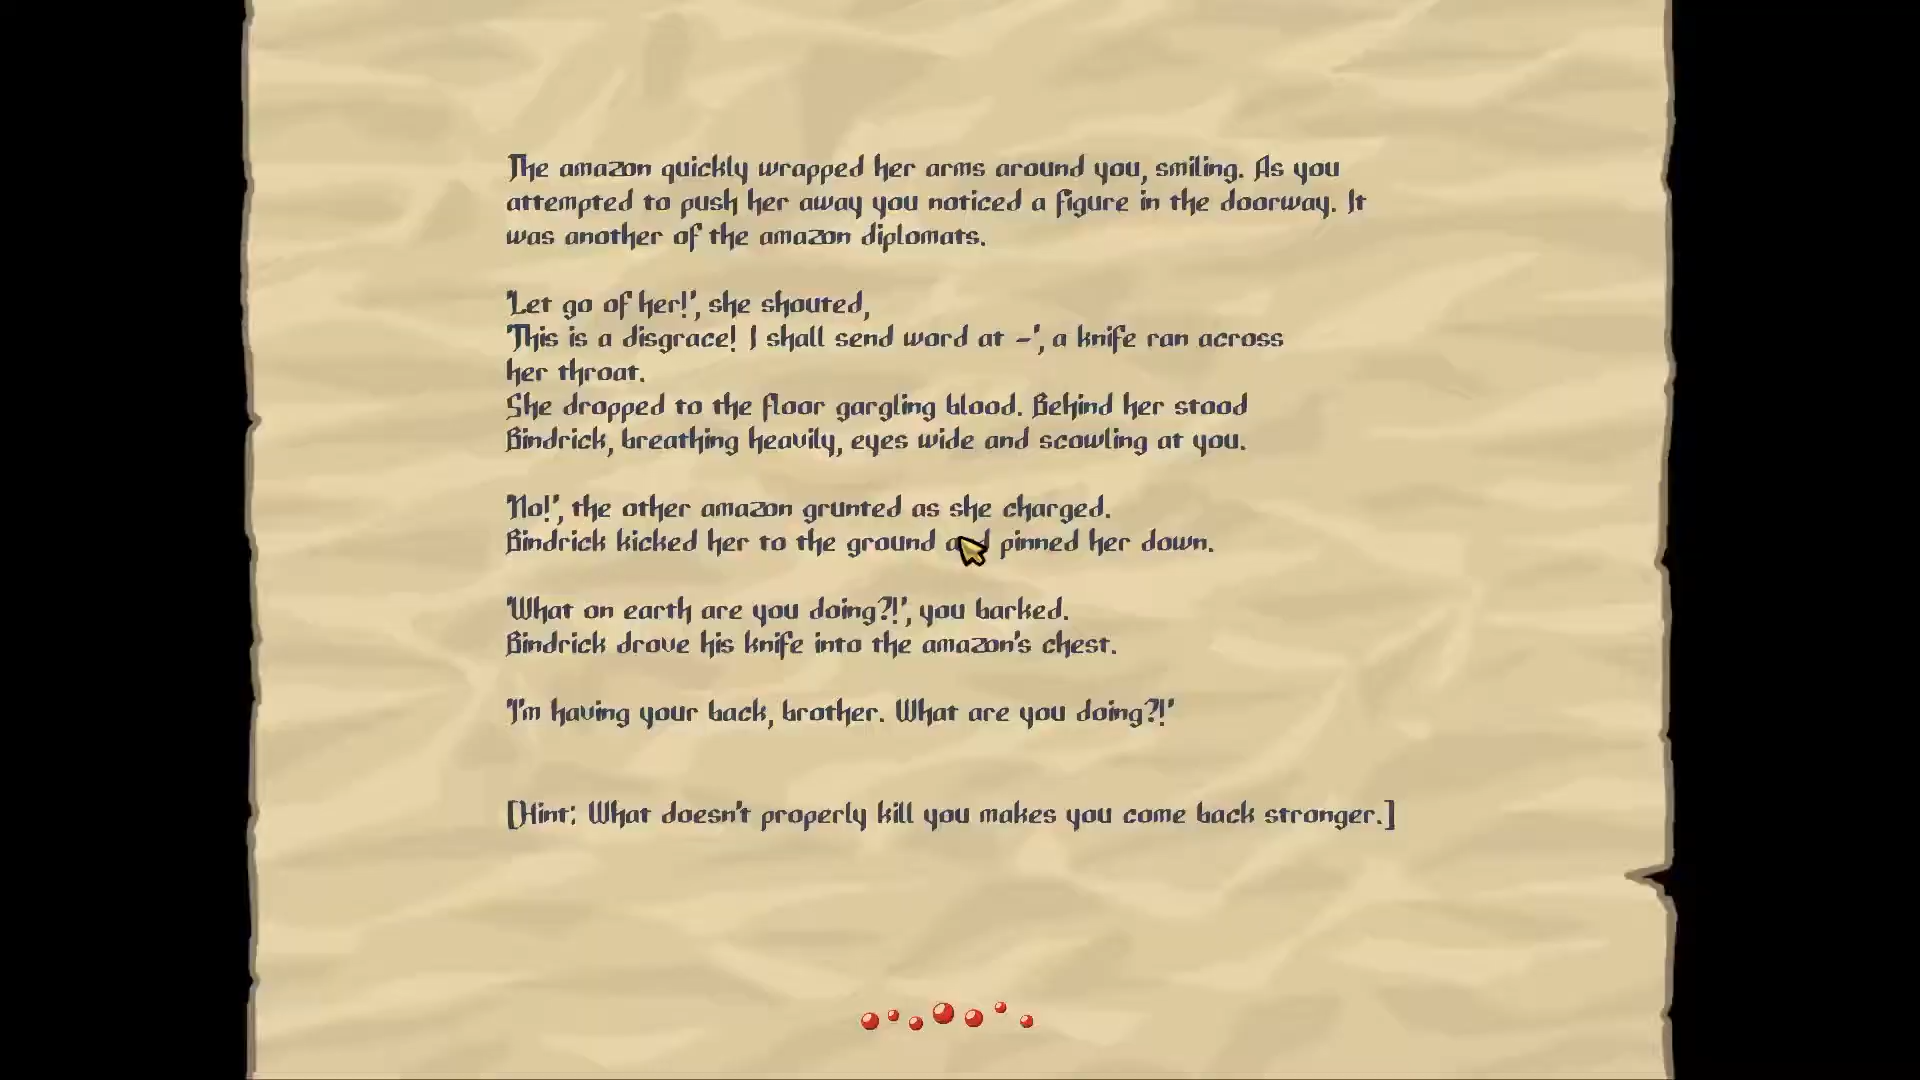 The amazon quickly wrapped her arms around you, smiling. As you
attempted to push her away you noticed a figure in the doorway. It
was another of the amazon diplomats.
'Let go of her!', she shouted,
'This is a disgrace! I shall send word at -', a knife ran across
her throat.
She dropped to the floor gargling blood. Behind her stood
Bindrick, breathing heavily, eyes wide and scowling at you.
'No!', the other amazon grunted as she charged.
Bindrick kicked her to the ground and pinned her down.
'What on earth are you doing?!', you barked.
Bindrick drove his knife into the amazon's chest.
'I'm having your back, brother. What are you doing?!'
[Hint: What doesn't properly kill you makes you come back stronger.]